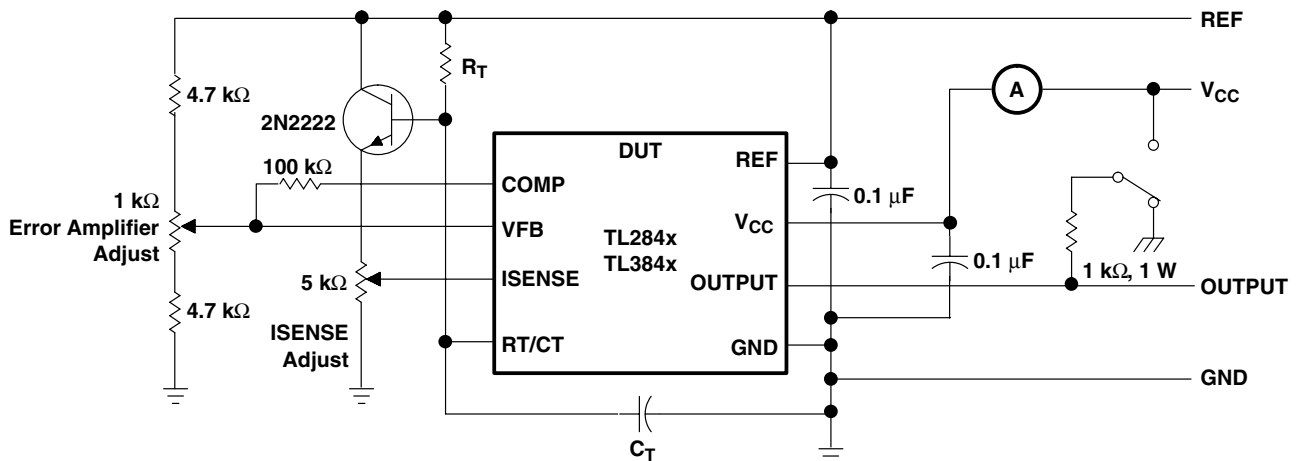 REF
R_T
A
V_CC
4.7 kΩ
2N2222
DUT
REF
100 kΩ
COMP
0.1 μF
1 kΩ
Error Amplifier
Adjust
VFB
V_CC
TL284x
TL384x
0.1 μF
1 kΩ, 1 W
5 kΩ
ISENSE
OUTPUT
OUTPUT
4.7 kΩ
ISENSE
Adjust
RT/CT
GND
GND
C_T